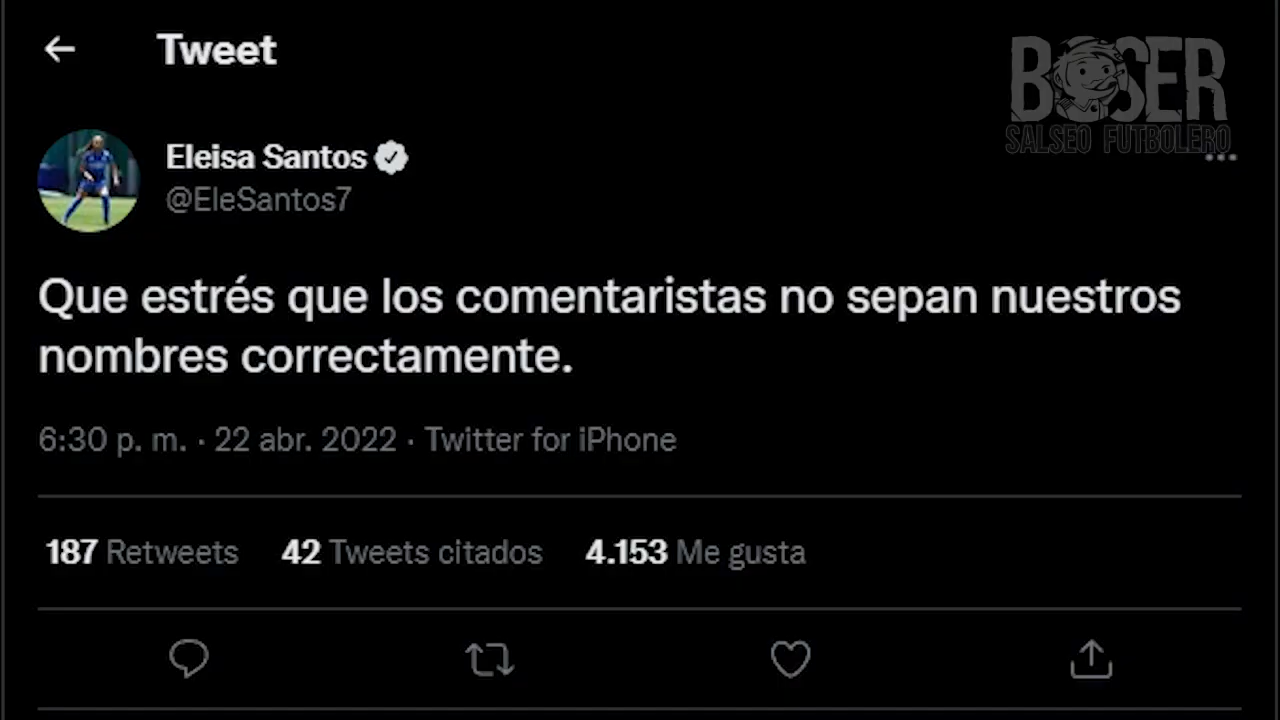 Tweet
BOSER
SALSEO FUTBOLERO
Eleisa Santos
@EleSantos7
Que estrés que los comentaristas no sepan nuestros
nombres correctamente.
6:30 p. m. · 22 abr. 2022 · Twitter for iPhone
187 Retweets 42 Tweets citados 4.153 Me gusta